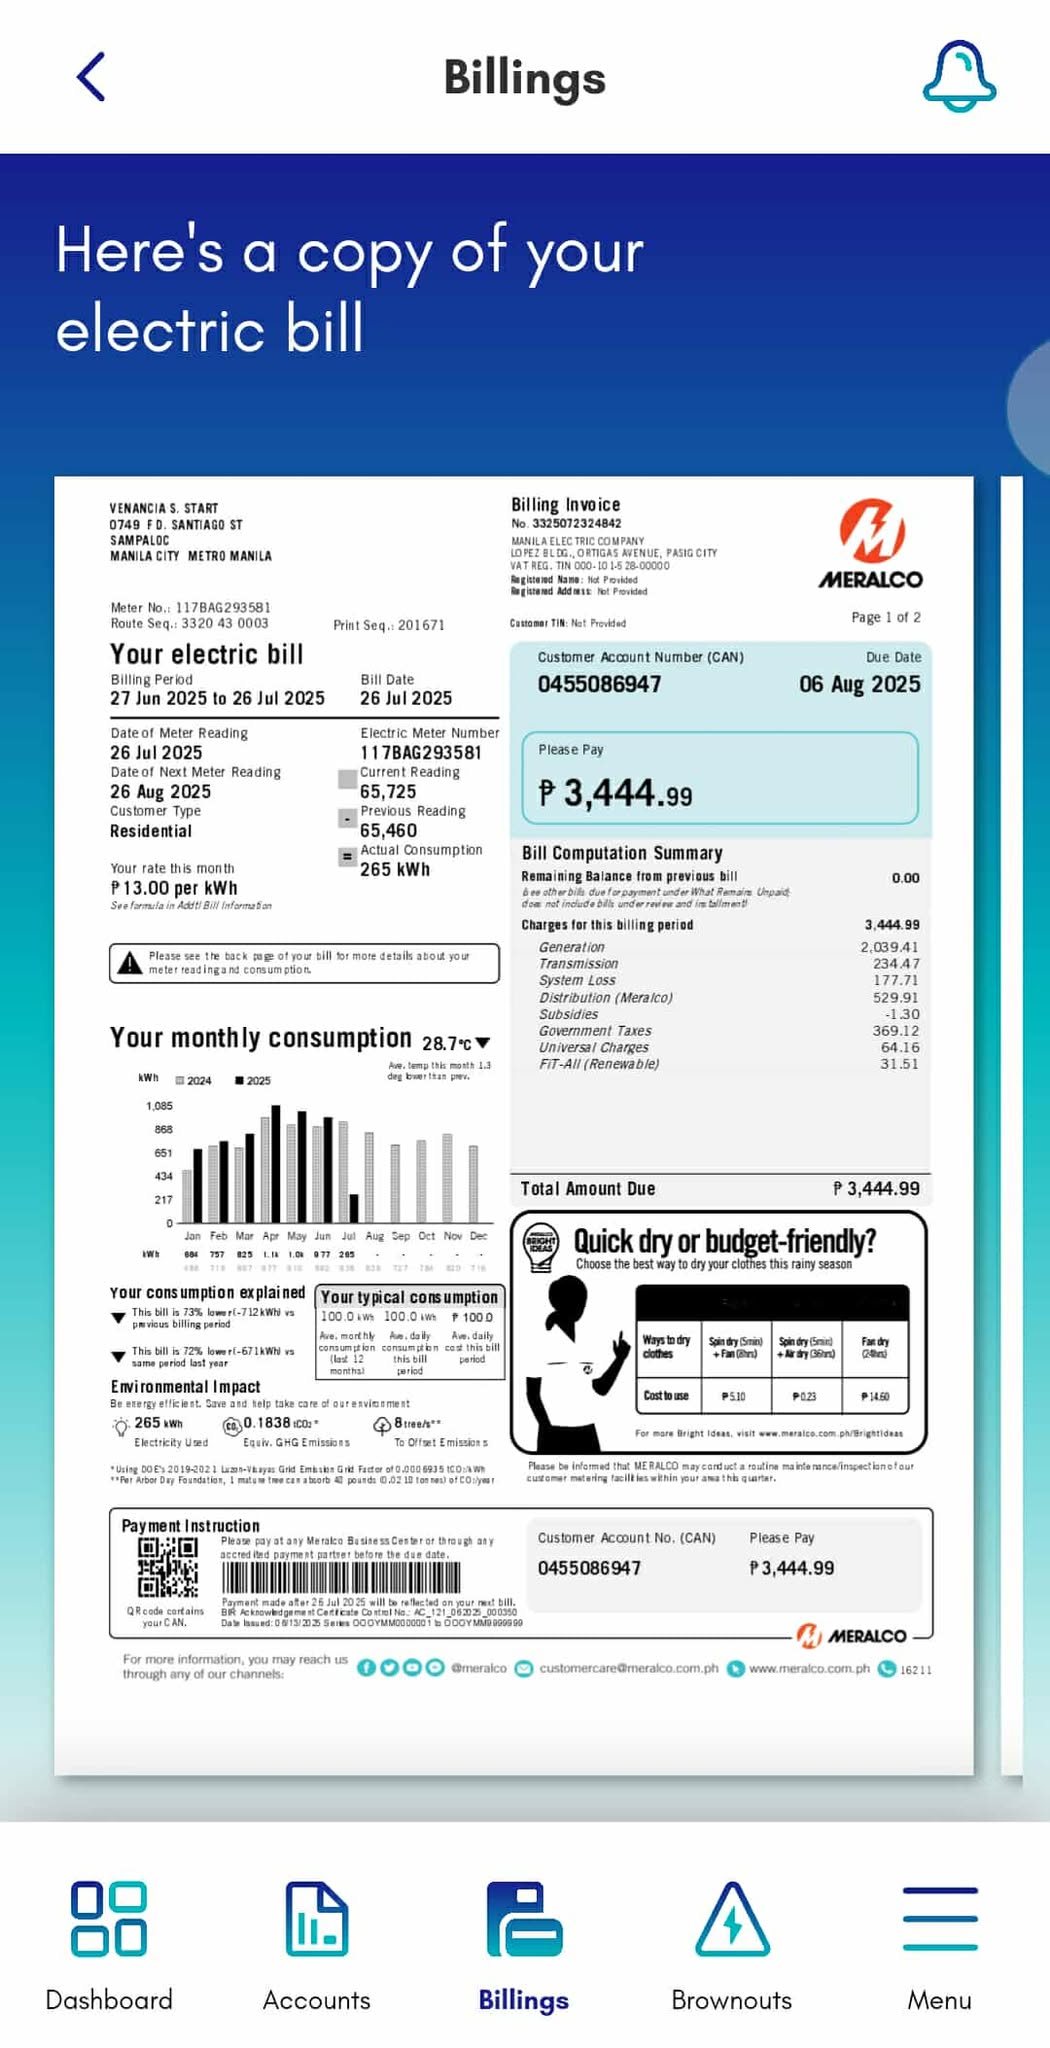 Billings
Here's a copy of your
electric bill
VENANCIA S. START
0749 F D. SANTIAGO ST
SAMPALOC
MANILA CITY METRO MANILA
Billing Invoice
No. 3325072324842
MANILA ELECTRIC COMPANY
LOPEZ BLDG., ORTIGAS AVENUE, PASIG CITY
VAT REG. TIN 000-101-528-00000
Registered Name: Not Provided
Registered Address: Not Provided
MERALCO
Meter No.: 117BAG293581
Route Seq.: 3320 43 0003
Print Seq.: 201671
Customer TIN: Not Provided
Page 1 of 2
Your electric bill
Billing Period
27 Jun 2025 to 26 Jul 2025
Bill Date
26 Jul 2025
Date of Meter Reading
26 Jul 2025
Date of Next Meter Reading
26 Aug 2025
Customer Type
Residential
Your rate this month
₱ 13.00 per kWh
See formula in Addt'l Bill Information
Electric Meter Number
117BAG293581
Current Reading
65,725
- Previous Reading
65,460
= Actual Consumption
265 kWh
Please see the back page of your bill for more details about your
meter reading and consumption.
Customer Account Number (CAN)
0455086947
Due Date
06 Aug 2025
Please Pay
₱ 3,444.99
Bill Computation Summary
Remaining Balance from previous bill 0.00
See other bills due for payment under What Remains Unpaid;
does not include bills under review and installment
Charges for this billing period 3,444.99
Generation 2,039.41
Transmission 234.47
System Loss 177.71
Distribution (Meralco) 529.91
Subsidies -1.30
Government Taxes 369.12
Universal Charges 64.16
FiT-All (Renewable) 31.51
Total Amount Due ₱ 3,444.99
Your monthly consumption 28.7°C
Ave. temp this month 1.3
deg lower than prev.
kWh 2024 2025
1,085
868
651
434
217
0
Jan Feb Mar Apr May Jun Jul Aug Sep Oct Nov Dec
kWh 684 757 825 1.1k 1.0k 977 265 - - - - -
Your consumption explained
This bill is 73% lower(-712kWh) vs
previous billing period
This bill is 72% lower(-671kWh) vs
same period last year
Your typical consumption
100.0 kWh 100.0 kWh ₱ 100.0
Ave. monthly consumption (last 12 months)
Ave. daily consumption this bill period
Ave. daily cost this bill period
Environmental Impact
Be energy efficient. Save and help take care of our environment
265 kWh
Electricity Used
CO₂ 0.1838 tCO₂*
Equiv. GHG Emissions
8 tree/s**
To Offset Emissions
*Using DOE's 2019-2021 Luzon-Visayas Grid Emission Grid Factor of 0.0006935 tCO₂/kWh
**Per Arbor Day Foundation, 1 mature tree can absorb 48 pounds (0.0218 tonnes) of CO₂/year
MERALCO
BRIGHT
IDEAS
Quick dry or budget-friendly?
Choose the best way to dry your clothes this rainy season
Ways to dry clothes
Spin dry (5min) + Fan (8hrs)
Spin dry (5min) + Air dry (36hrs)
Fan dry (24hrs)
Cost to use ₱5.10 ₱0.23 ₱14.60
For more Bright Ideas, visit www.meralco.com.ph/BrightIdeas
Please be informed that MERALCO may conduct a routine maintenance/inspection of our
customer metering facilities within your area this quarter.
Payment Instruction
Please pay at any Meralco Business Center or through any
accredited payment partner before the due date.
QR code contains
your CAN.
Payment made after 26 Jul 2025 will be reflected on your next bill.
BIR Acknowledgement Certificate Control No.: AC_121_062025_000350
Date Issued: 06/13/2025 Series 000YMM0000001 to 000YMM9999999
Customer Account No. (CAN)
0455086947
Please Pay
₱ 3,444.99
MERALCO
For more information, you may reach us
through any of our channels:
@meralco
customercare@meralco.com.ph
www.meralco.com.ph
16211
Dashboard
Accounts
Billings
Brownouts
Menu